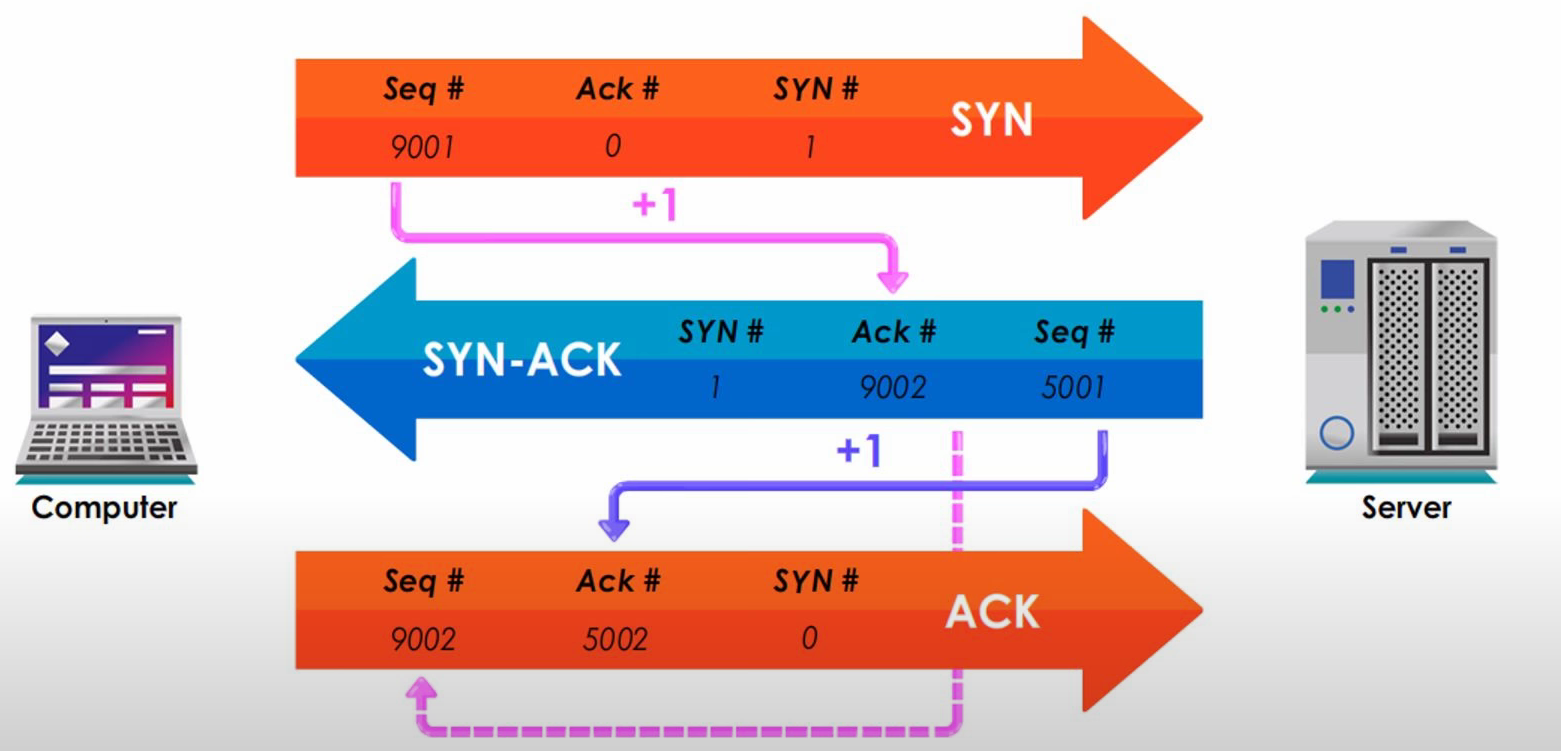 Seq # Ack # SYN #
SYN
9001 0 1
+1
SYN # Ack # Seq #
SYN-ACK
1 9002 5001
+1
Computer
Server
Seq # Ack # SYN #
ACK
9002 5002 0